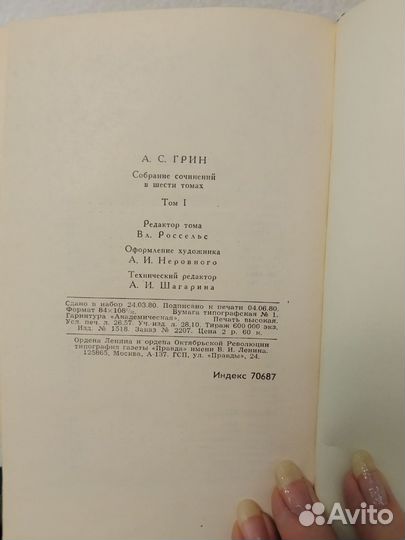 А. С. ГРИН
Собрание сочинений
в шести томах
Том I
Редактор тома
Вл. Россельс
Оформление художника
А. И. Неровного
Технический редактор
А. И. Шагарина
Сдано в набор 24.03.80. Подписано к печати 04.06.80.
Формат 84×108¹/₃₂. Бумага типографская № 1.
Гарнитура «Академическая». Печать высокая.
Усл. печ. л. 26,57. Уч. изд. л. 28,10. Тираж 600 000 экз.
Изд. № 1518. Заказ № 2207. Цена 2 р. 60 к.
Ордена Ленина и ордена Октябрьской Революции
типография газеты «Правда» имени В. И. Ленина.
125865, Москва, А-137, ГСП, ул. «Правды», 24.
Индекс 70687
Avito